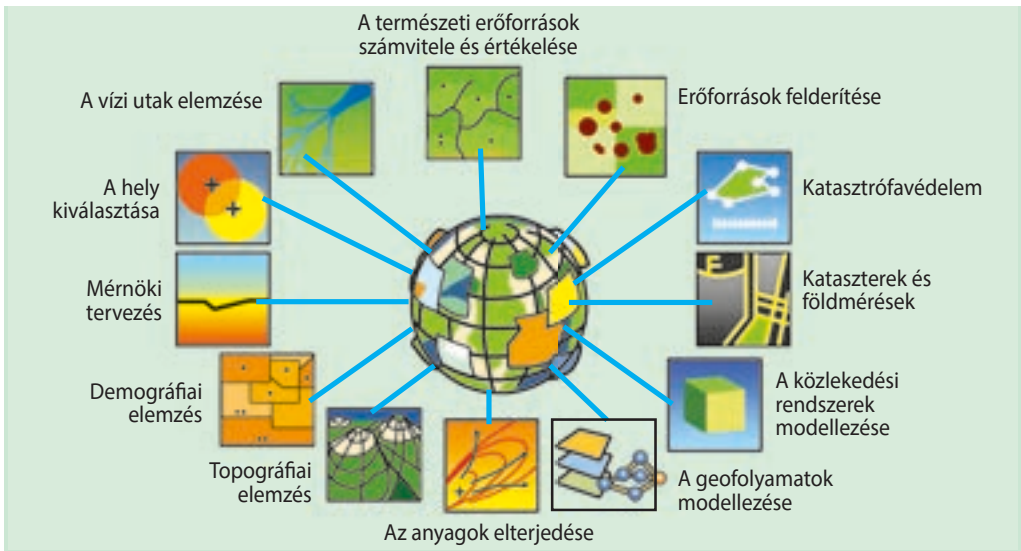 A természeti erőforrások
számvitele és értékelése
A vízi utak elemzése
Erőforrások felderítése
A hely
kiválasztása
Katasztrófavédelem
Mérnöki
tervezés
Kataszterek és
földmérések
Demográfiai
elemzés
A közlekedési
rendszerek
modellezése
Topográfiai
elemzés
A geofolyamatok
modellezése
Az anyagok elterjedése